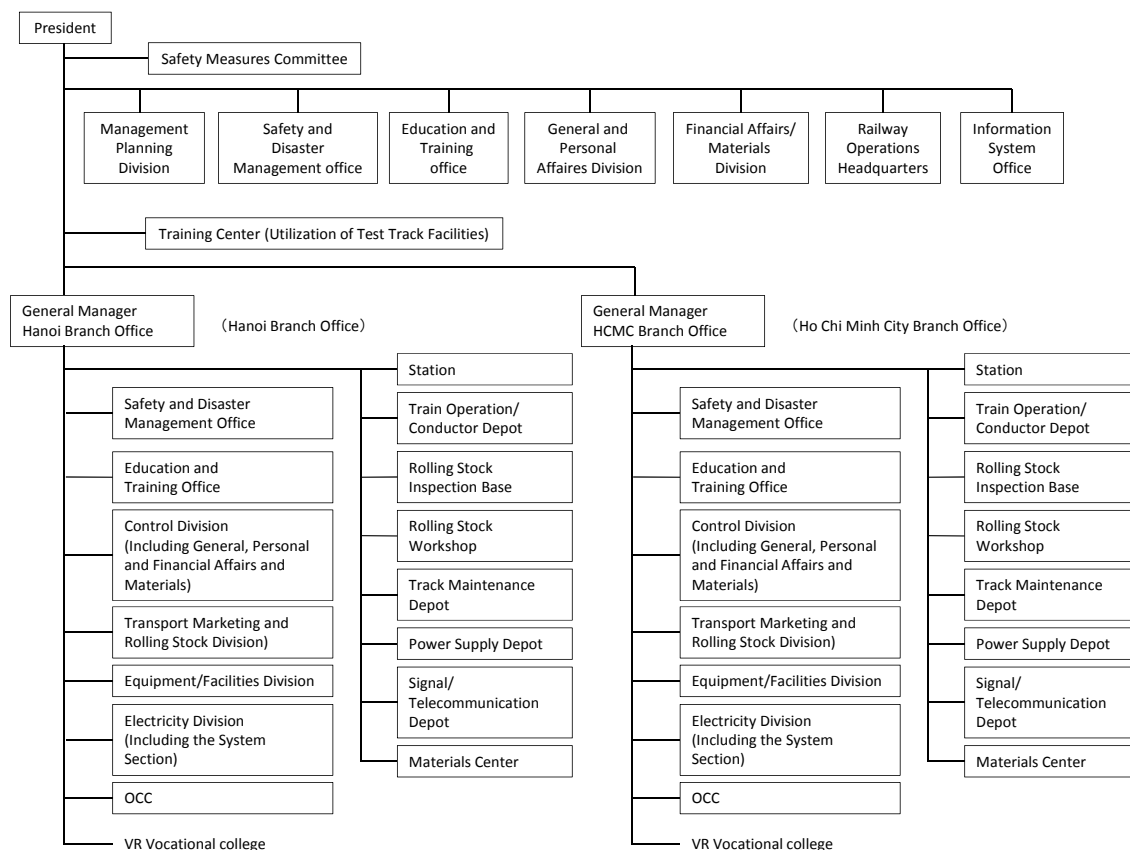 President
Safety Measures Committee
Management
Planning
Division
Safety and
Disaster
Management office
Education and
Training
office
General and
Personal
Affaires Division
Financial Affairs/
Materials
Division
Railway
Operations
Headquarters
Information
System
Office
Training Center (Utilization of Test Track Facilities)
General Manager
Hanoi Branch Office
（Hanoi Branch Office）
General Manager
HCMC Branch Office
（Ho Chi Minh City Branch Office）
Safety and Disaster
Management Office
Education and
Training Office
Control Division
(Including General, Personal
and Financial Affairs and
Materials)
Transport Marketing and
Rolling Stock Division)
Equipment/Facilities Division
Electricity Division
(Including the System
Section)
OCC
VR Vocational college
Station
Train Operation/
Conductor Depot
Rolling Stock
Inspection Base
Rolling Stock
Workshop
Track Maintenance
Depot
Power Supply Depot
Signal/
Telecommunication
Depot
Materials Center
Safety and Disaster
Management Office
Education and
Training Office
Control Division
(Including General, Personal
and Financial Affairs and
Materials)
Transport Marketing and
Rolling Stock Division)
Equipment/Facilities Division
Electricity Division
(Including the System
Section)
OCC
VR Vocational college
Station
Train Operation/
Conductor Depot
Rolling Stock
Inspection Base
Rolling Stock
Workshop
Track Maintenance
Depot
Power Supply Depot
Signal/
Telecommunication
Depot
Materials Center